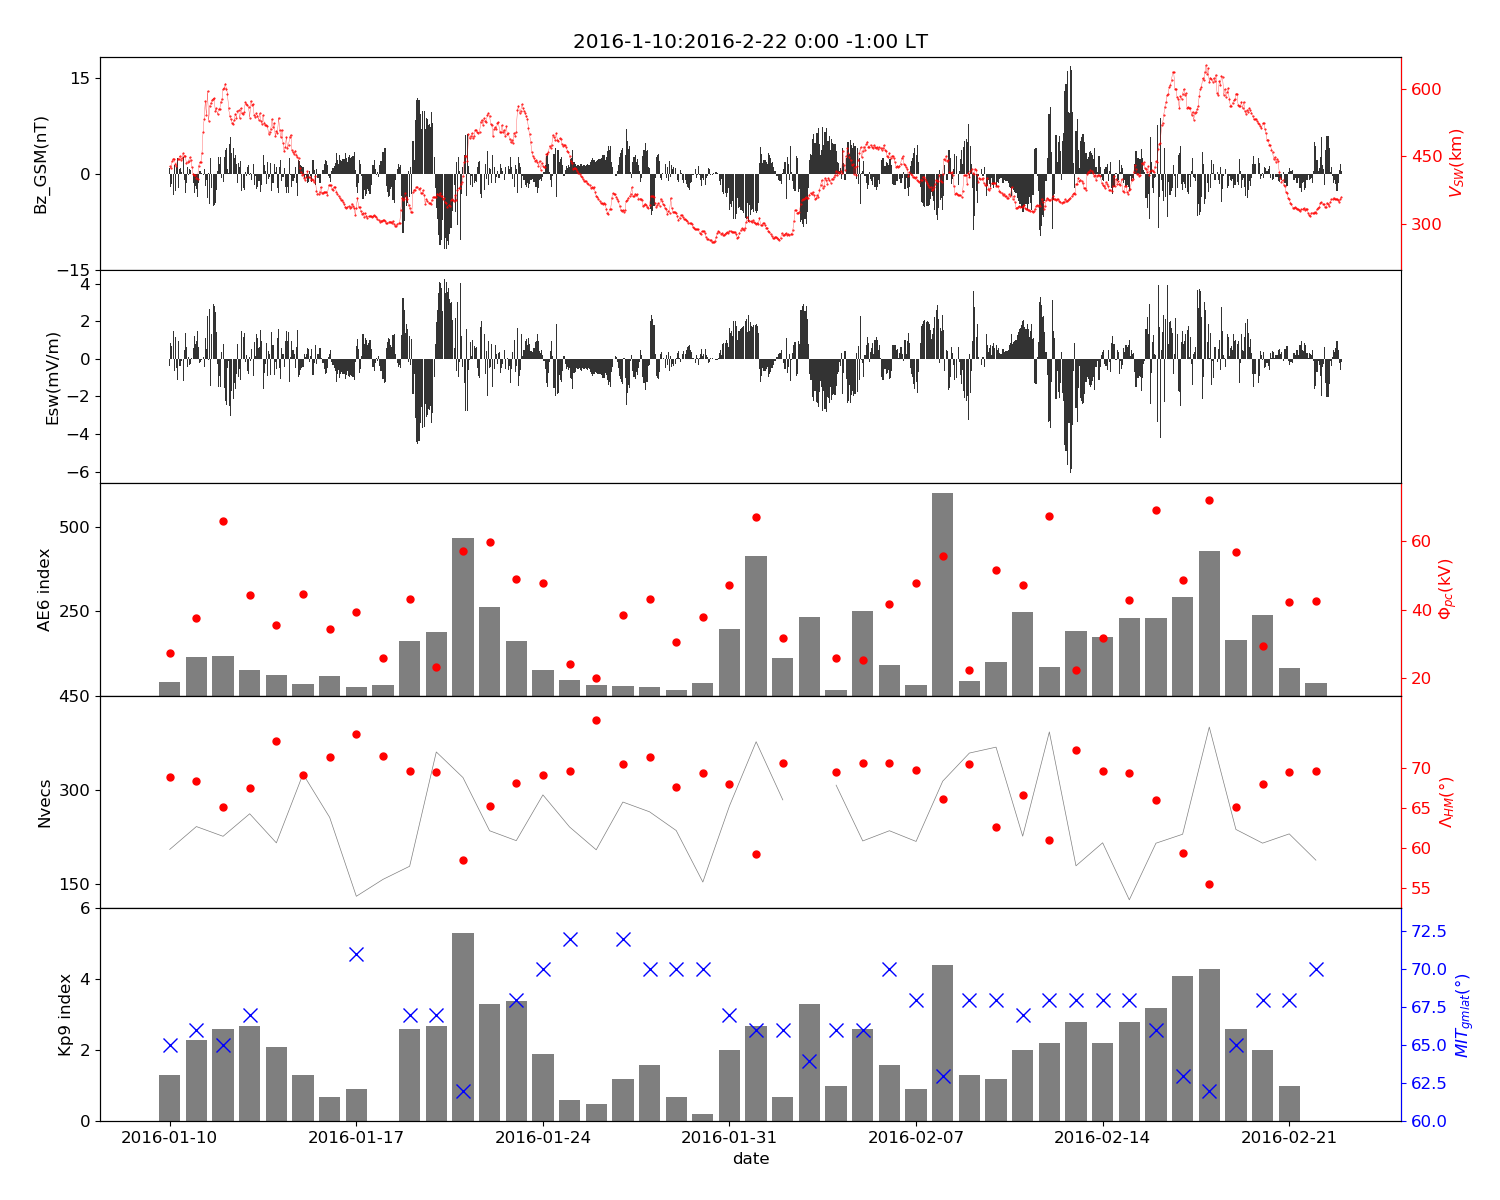 2016-1-10:2016-2-22 0:00 -1:00 LT
Bz_GSM(nT)
15
0
−15
600
450
300
V_SW(km)
Esw(mV/m)
4
2
0
−2
−4
−6
AE6 index
500
250
60
40
20
Φ_pc(kV)
Nvecs
450
300
150
70
65
60
55
Λ_HM(°)
Kp9 index
6
4
2
0
72.5
70.0
67.5
65.0
62.5
60.0
MIT_gmlat(°)
2016-01-10 2016-01-17 2016-01-24 2016-01-31 2016-02-07 2016-02-14 2016-02-21
date